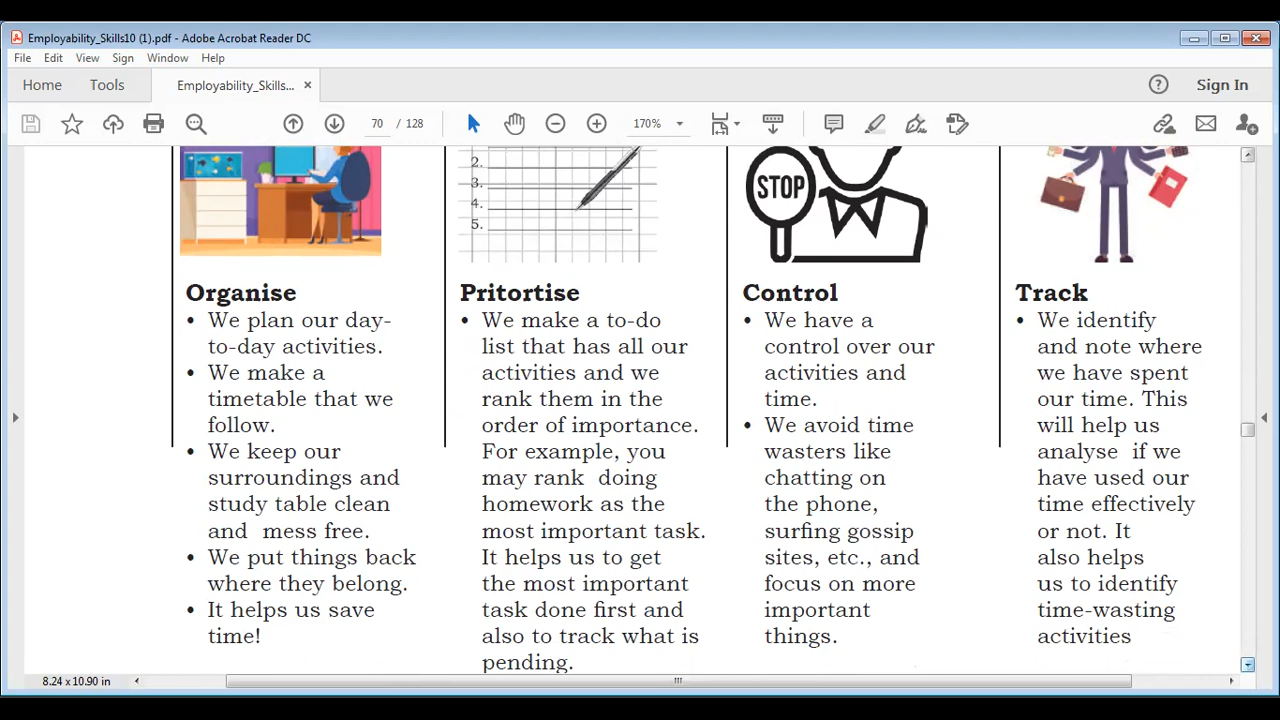 Employability_Skills10 (1).pdf - Adobe Acrobat Reader DC
File Edit View Sign Window Help
Home Tools Employability_Skills... ×
Sign In
70 / 128
170%
2.
3.
4.
5.
STOP
Organise
• We plan our day-
to-day activities.
• We make a
timetable that we
follow.
• We keep our
surroundings and
study table clean
and mess free.
• We put things back
where they belong.
• It helps us save
time!
Pritortise
• We make a to-do
list that has all our
activities and we
rank them in the
order of importance.
For example, you
may rank doing
homework as the
most important task.
It helps us to get
the most important
task done first and
also to track what is
pending.
Control
• We have a
control over our
activities and
time.
• We avoid time
wasters like
chatting on
the phone,
surfing gossip
sites, etc., and
focus on more
important
things.
Track
• We identify
and note where
we have spent
our time. This
will help us
analyse if we
have used our
time effectively
or not. It
also helps
us to identify
time-wasting
activities
8.24 x 10.90 in